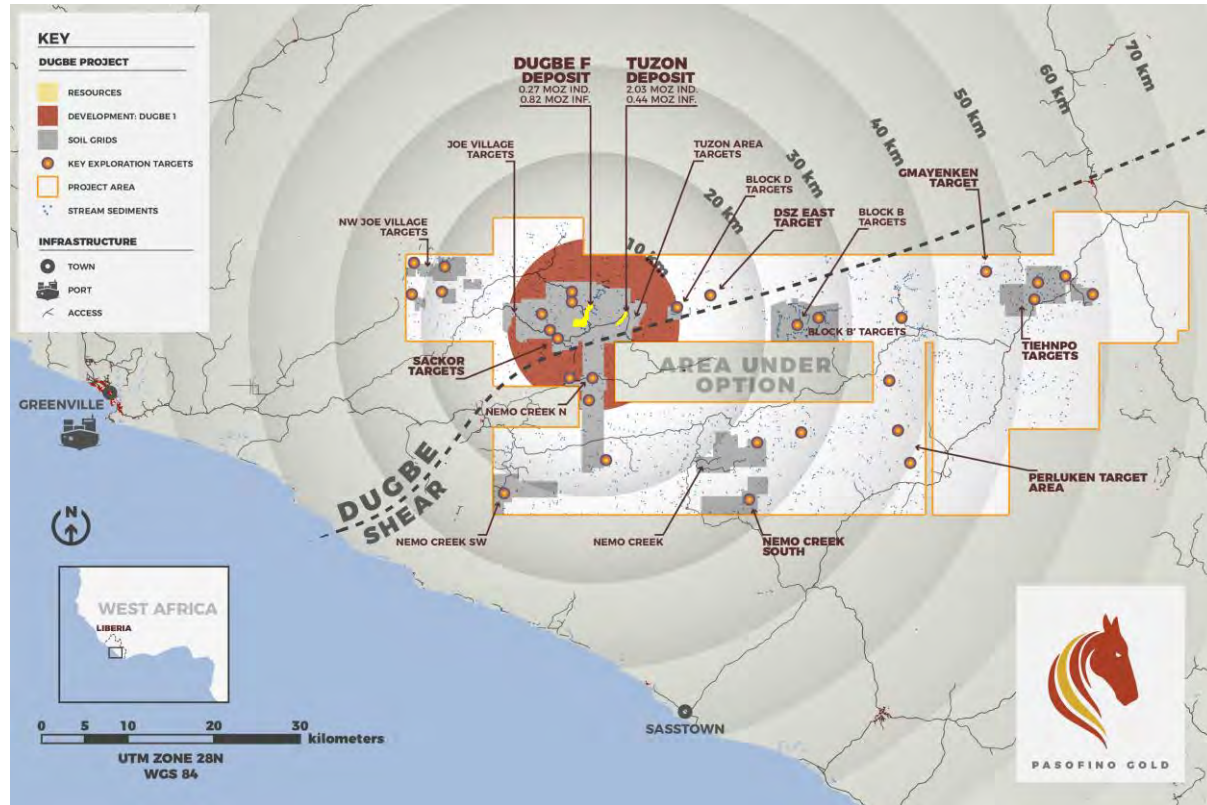 KEY
DUGBE PROJECT
RESOURCES
DEVELOPMENT: DUGBE 1
SOIL GRIDS
KEY EXPLORATION TARGETS
PROJECT AREA
STREAM SEDIMENTS
INFRASTRUCTURE
TOWN
PORT
ACCESS
DUGBE F
DEPOSIT
0.27 MOZ IND.
0.82 MOZ INF.
TUZON
DEPOSIT
2.03 MOZ IND.
0.44 MOZ INF.
JOE VILLAGE
TARGETS
TUZON AREA
TARGETS
NW JOE VILLAGE
TARGETS
BLOCK D
TARGETS
DSZ EAST
TARGET
BLOCK B
TARGETS
GMAYENKEN
TARGET
10 km
20 km
30 km
40 km
50 km
60 km
70 km
BLOCK B' TARGETS
SACKOR
TARGETS
AREA UNDER
OPTION
TIEHNPO
TARGETS
NEMO CREEK N
GREENVILLE
DUGBE
SHEAR
PERLUKEN TARGET
AREA
NEMO CREEK SW
NEMO CREEK
NEMO CREEK
SOUTH
N
WEST AFRICA
LIBERIA
SASSTOWN
0 5 10 20 30 kilometers
UTM ZONE 28N
WGS 84
PASOFINO GOLD